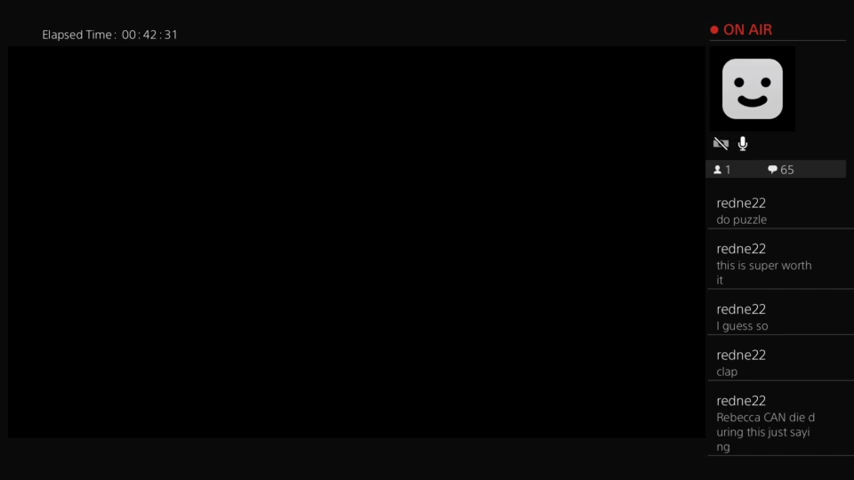 Elapsed Time: 00:42:31
ON AIR
1 65
redne22
do puzzle
redne22
this is super worth
it
redne22
I guess so
redne22
clap
redne22
Rebecca CAN die d
uring this just sayi
ng